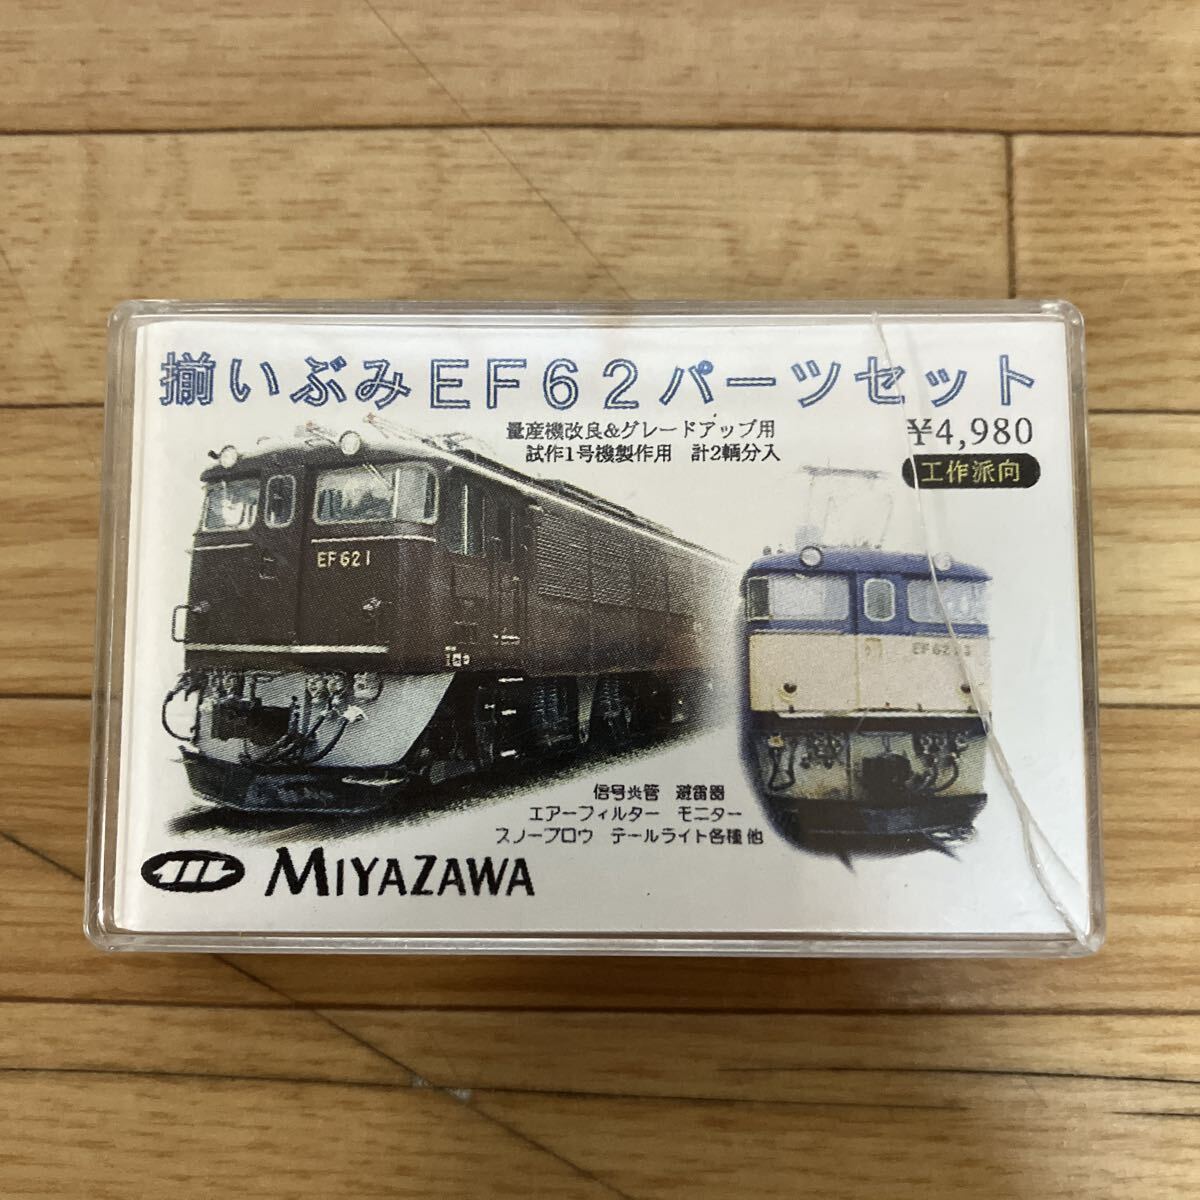 揃いぶみEF62パーツセット
量産機改良&グレードアップ用
試作1号機製作用 計2輌分入
¥4,980
工作派向
EF62 1
EF62
信号炎管 避雷器
エアーフィルター モニター
スノープロウ テールライト各種他
MIYAZAWA